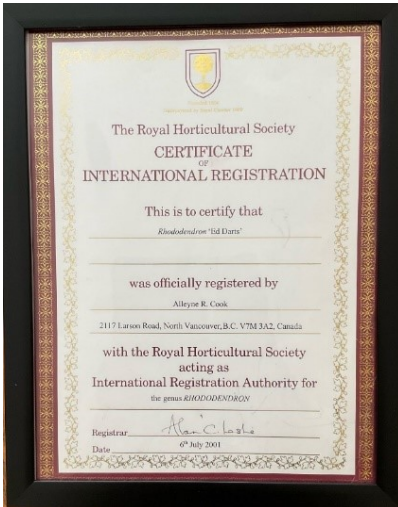 The Royal Horticultural Society
CERTIFICATE
OF
INTERNATIONAL REGISTRATION
This is to certify that
Rhododendron 'Ed Darts'
was officially registered by
Alleyne R. Cook
2117 Larson Road, North Vancouver, B.C. V7M 3A2, Canada
with the Royal Horticultural Society
acting as
International Registration Authority for
the genus RHODODENDRON
Registrar
6th July 2001
Date